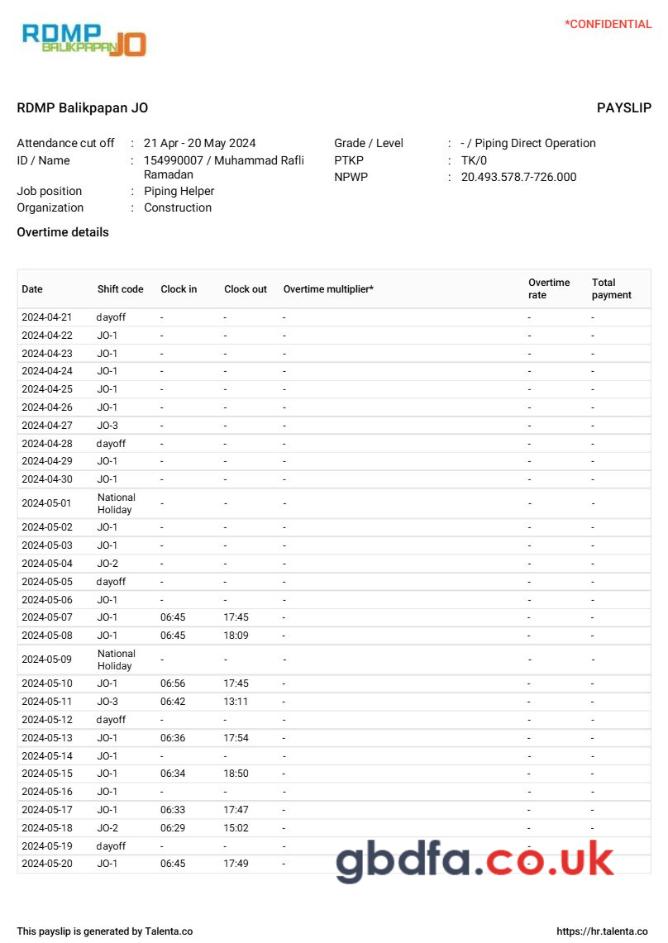 RDMP
BALIKPAPAN JO
*CONFIDENTIAL
RDMP Balikpapan JO PAYSLIP
Attendance cut off : 21 Apr - 20 May 2024 Grade / Level : - / Piping Direct Operation
ID / Name : 154990007 / Muhammad Rafli Ramadan PTKP : TK/0
NPWP : 20.493.578.7-726.000
Job position : Piping Helper
Organization : Construction
Overtime details
Date Shift code Clock in Clock out Overtime multiplier* Overtime rate Total payment
2024-04-21 dayoff - - - - -
2024-04-22 JO-1 - - - - -
2024-04-23 JO-1 - - - - -
2024-04-24 JO-1 - - - - -
2024-04-25 JO-1 - - - - -
2024-04-26 JO-1 - - - - -
2024-04-27 JO-3 - - - - -
2024-04-28 dayoff - - - - -
2024-04-29 JO-1 - - - - -
2024-04-30 JO-1 - - - - -
2024-05-01 National Holiday - - - - -
2024-05-02 JO-1 - - - - -
2024-05-03 JO-1 - - - - -
2024-05-04 JO-2 - - - - -
2024-05-05 dayoff - - - - -
2024-05-06 JO-1 - - - - -
2024-05-07 JO-1 06:45 17:45 - - -
2024-05-08 JO-1 06:45 18:09 - - -
2024-05-09 National Holiday - - - - -
2024-05-10 JO-1 06:56 17:45 - - -
2024-05-11 JO-3 06:42 13:11 - - -
2024-05-12 dayoff - - - - -
2024-05-13 JO-1 06:36 17:54 - - -
2024-05-14 JO-1 - - - - -
2024-05-15 JO-1 06:34 18:50 - - -
2024-05-16 JO-1 - - - - -
2024-05-17 JO-1 06:33 17:47 - - -
2024-05-18 JO-2 06:29 15:02 - - -
2024-05-19 dayoff - - - - -
2024-05-20 JO-1 06:45 17:49 - - -
gbdfa.co.uk
This payslip is generated by Talenta.co https://hr.talenta.co